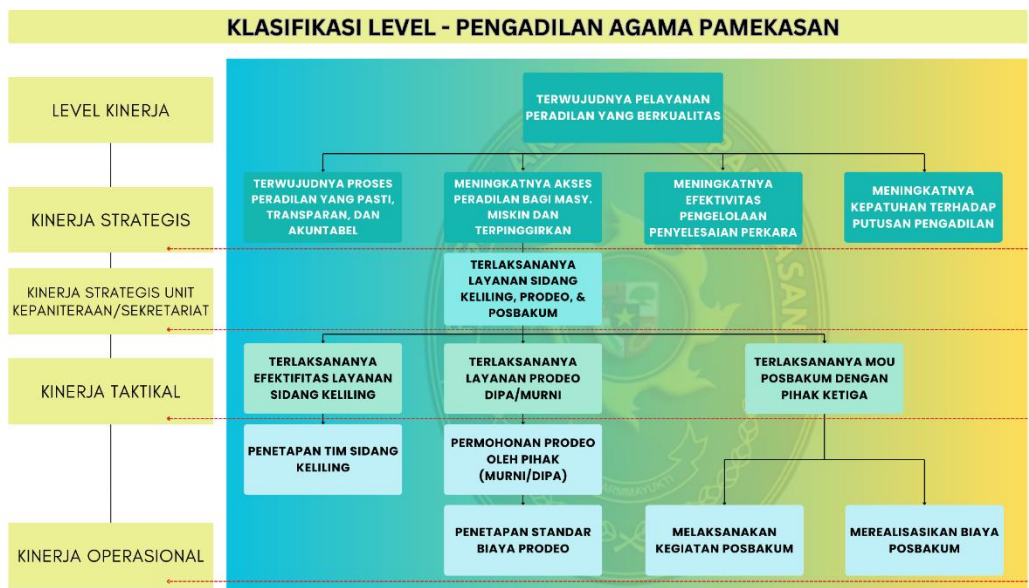 KLASIFIKASI LEVEL - PENGADILAN AGAMA PAMEKASAN
LEVEL KINERJA
TERWUJUDNYA PELAYANAN
PERADILAN YANG BERKUALITAS
KINERJA STRATEGIS
TERWUJUDNYA PROSES
PERADILAN YANG PASTI,
TRANSPARAN, DAN
AKUNTABEL
MENINGKATNYA AKSES
PERADILAN BAGI MASY.
MISKIN DAN
TERPINGGIRKAN
MENINGKATNYA
EFEKTIVITAS
PENGELOLAAN
PENYELESAIAN PERKARA
MENINGKATNYA
KEPATUHAN TERHADAP
PUTUSAN PENGADILAN
KINERJA STRATEGIS UNIT
KEPANITERAAN/SEKRETARIAT
TERLAKSANANYA
LAYANAN SIDANG
KELILING, PRODEO, &
POSBAKUM
KINERJA TAKTIKAL
TERLAKSANANYA
EFEKTIFITAS LAYANAN
SIDANG KELILING
TERLAKSANANYA
LAYANAN PRODEO
DIPA/MURNI
TERLAKSANANYA MOU
POSBAKUM DENGAN
PIHAK KETIGA
PENETAPAN TIM SIDANG
KELILING
PERMOHONAN PRODEO
OLEH PIHAK
(MURNI/DIPA)
KINERJA OPERASIONAL
PENETAPAN STANDAR
BIAYA PRODEO
MELAKSANAKAN
KEGIATAN POSBAKUM
MEREALISASIKAN BIAYA
POSBAKUM